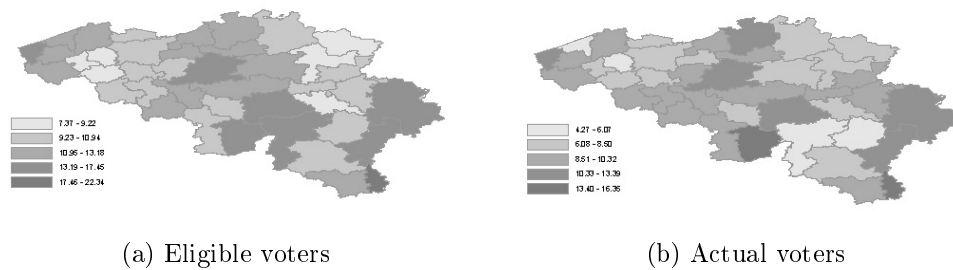 7.37 - 9.22
9.23 - 10.94
10.95 - 13.18
13.19 - 17.45
17.46 - 22.34
4.27 - 6.07
6.08 - 8.50
8.51 - 10.32
10.33 - 13.39
13.40 - 16.35
(a) Eligible voters
(b) Actual voters